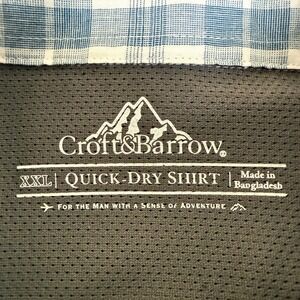 Croft&Barrow®
XXL | QUICK-DRY SHIRT | Made in Bangladesh
FOR THE MAN WITH A SENSE OF ADVENTURE